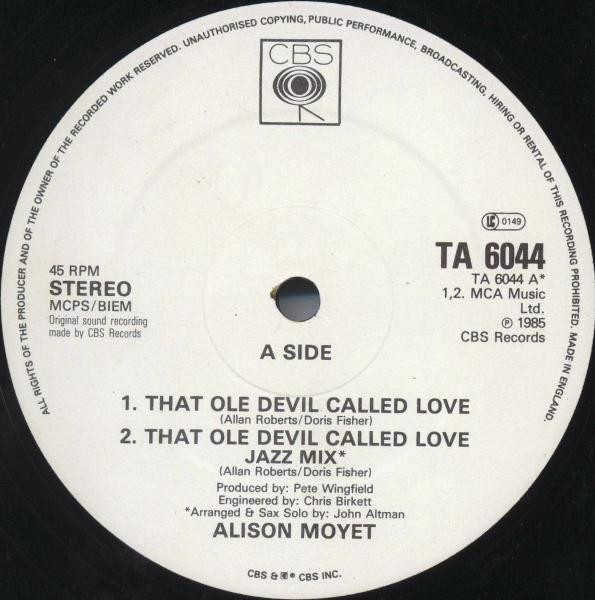 ALL RIGHTS OF THE PRODUCER AND OF THE OWNER OF THE RECORDED WORK RESERVED. UNAUTHORISED COPYING, PUBLIC PERFORMANCE, BROADCASTING, HIRING OR RENTAL OF THIS RECORDING PROHIBITED. MADE IN ENGLAND.
CBS
LC 0149
45 RPM
STEREO
MCPS/BIEM
Original sound recording
made by CBS Records
TA 6044
TA 6044 A*
1,2. MCA Music
Ltd.
℗ 1985
CBS Records
A SIDE
1. THAT OLE DEVIL CALLED LOVE
(Allan Roberts/Doris Fisher)
2. THAT OLE DEVIL CALLED LOVE
JAZZ MIX*
(Allan Roberts/Doris Fisher)
Produced by: Pete Wingfield
Engineered by: Chris Birkett
*Arranged & Sax Solo by: John Altman
ALISON MOYET
CBS & ® CBS INC.